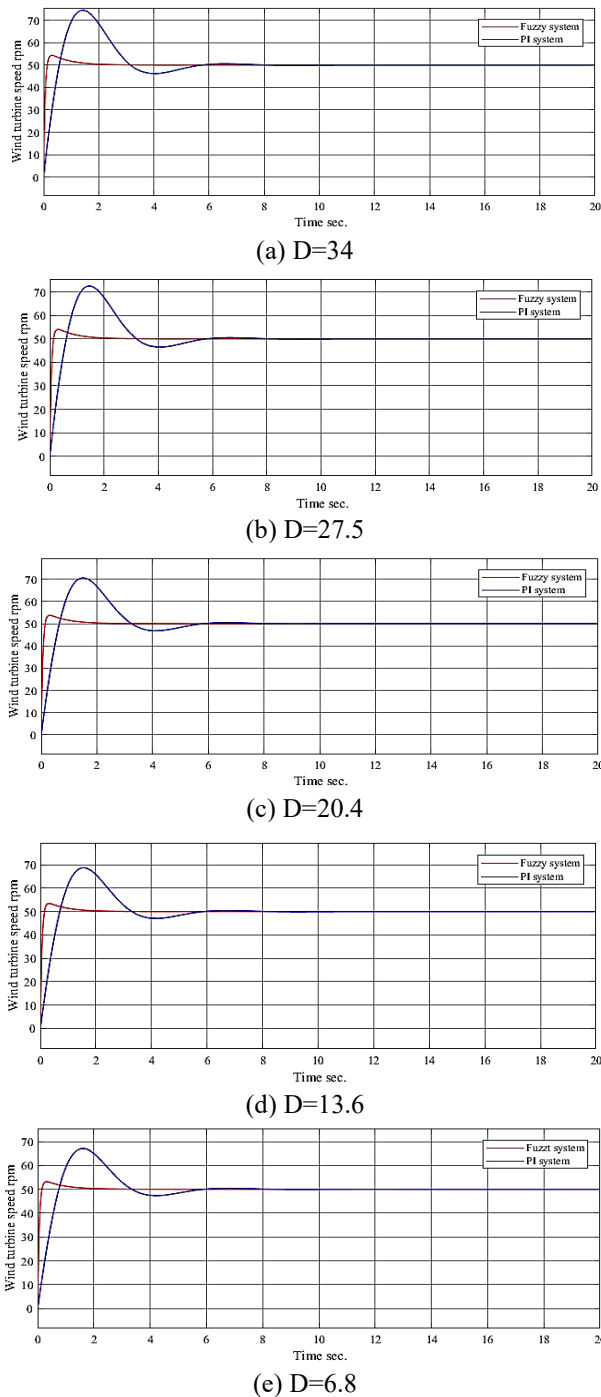 Wind turbine speed rpm
70
60
50
40
30
20
10
0
Fuzzy system
PI system
0 2 4 6 8 10 12 14 16 18 20
Time sec.
(a) D=34
Wind turbine speed rpm
70
60
50
40
30
20
10
0
Fuzzy system
PI system
0 2 4 6 8 10 12 14 16 18 20
Time sec.
(b) D=27.5
Wind turbine speed rpm
70
60
50
40
30
20
10
0
Fuzzy system
PI system
0 2 4 6 8 10 12 14 16 18 20
Time sec.
(c) D=20.4
Wind turbine speed rpm
70
60
50
40
30
20
10
0
Fuzzy system
PI system
0 2 4 6 8 10 12 14 16 18 20
Time sec.
(d) D=13.6
Wind turbine speed rpm
70
60
50
40
30
20
10
0
Fuzzt system
PI system
0 2 4 6 8 10 12 14 16 18 20
Time sec.
(e) D=6.8